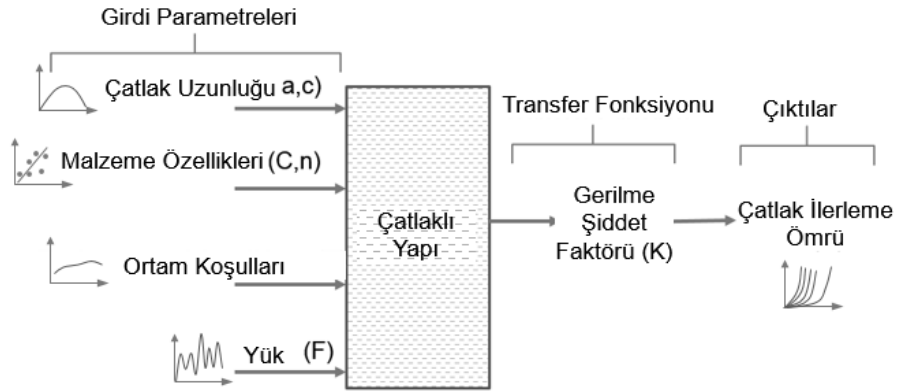 Girdi Parametreleri
Çatlak Uzunluğu a,c)
Malzeme Özellikleri (C,n)
Ortam Koşulları
Yük (F)
Çatlaklı
Yapı
Transfer Fonksiyonu
Gerilme
Şiddet
Faktörü (K)
Çıktılar
Çatlak İlerleme
Ömrü